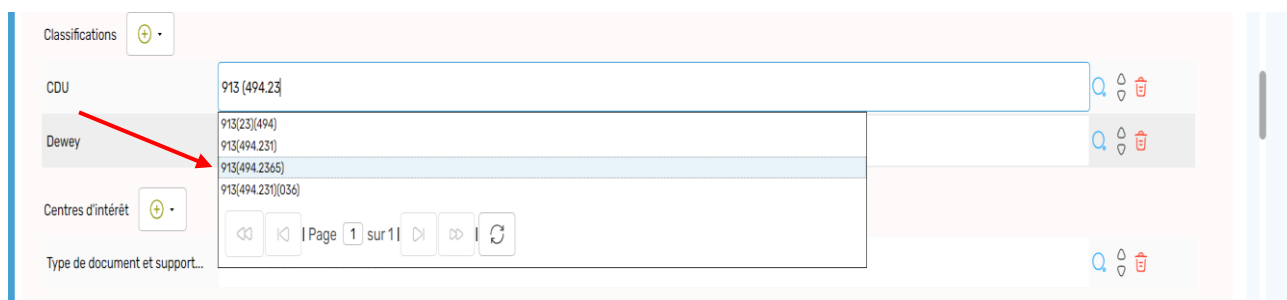 Classifications
CDU 913 (494.23
913(23)(494)
Dewey
913(494.231)
913(494.2365)
913(494.231)(036)
Centres d'intérêt
| Page 1 sur 1 | |
Type de document et support...